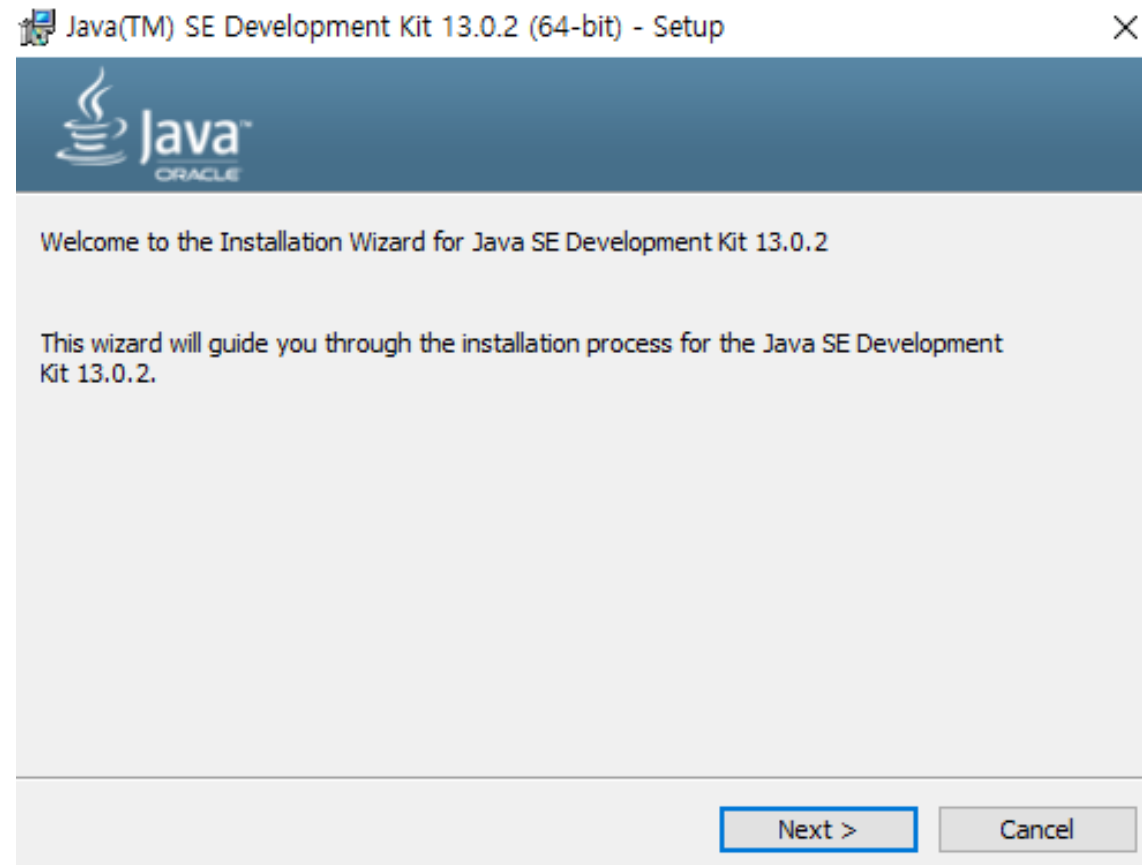 Java(TM) SE Development Kit 13.0.2 (64-bit) - Setup
Java™
ORACLE
Welcome to the Installation Wizard for Java SE Development Kit 13.0.2
This wizard will guide you through the installation process for the Java SE Development
Kit 13.0.2.
Next >
Cancel